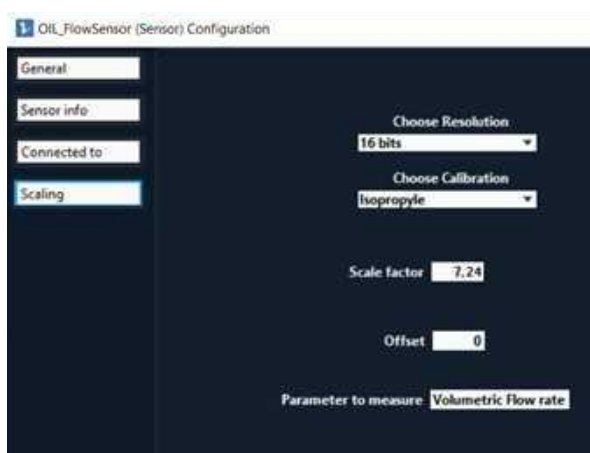 OIL_FlowSensor (Sensor) Configuration
General
Sensor info
Connected to
Scaling
Choose Resolution
16 bits
Choose Calibration
Isopropyle
Scale factor 7.24
Offset 0
Parameter to measure Volumetric Flow rate